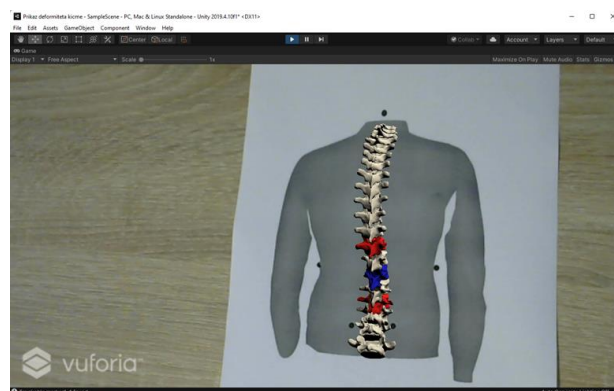 Prikaz deformiteta kicme - SampleScene - PC, Mac & Linux Standalone - Unity 2019.4.10f1* <DX11>
File Edit Assets GameObject Component Window Help
Center Local Collab Account Layers Default
Game
Display 1 Free Aspect Scale 1x Maximize On Play Mute Audio Stats Gizmos
vuforia